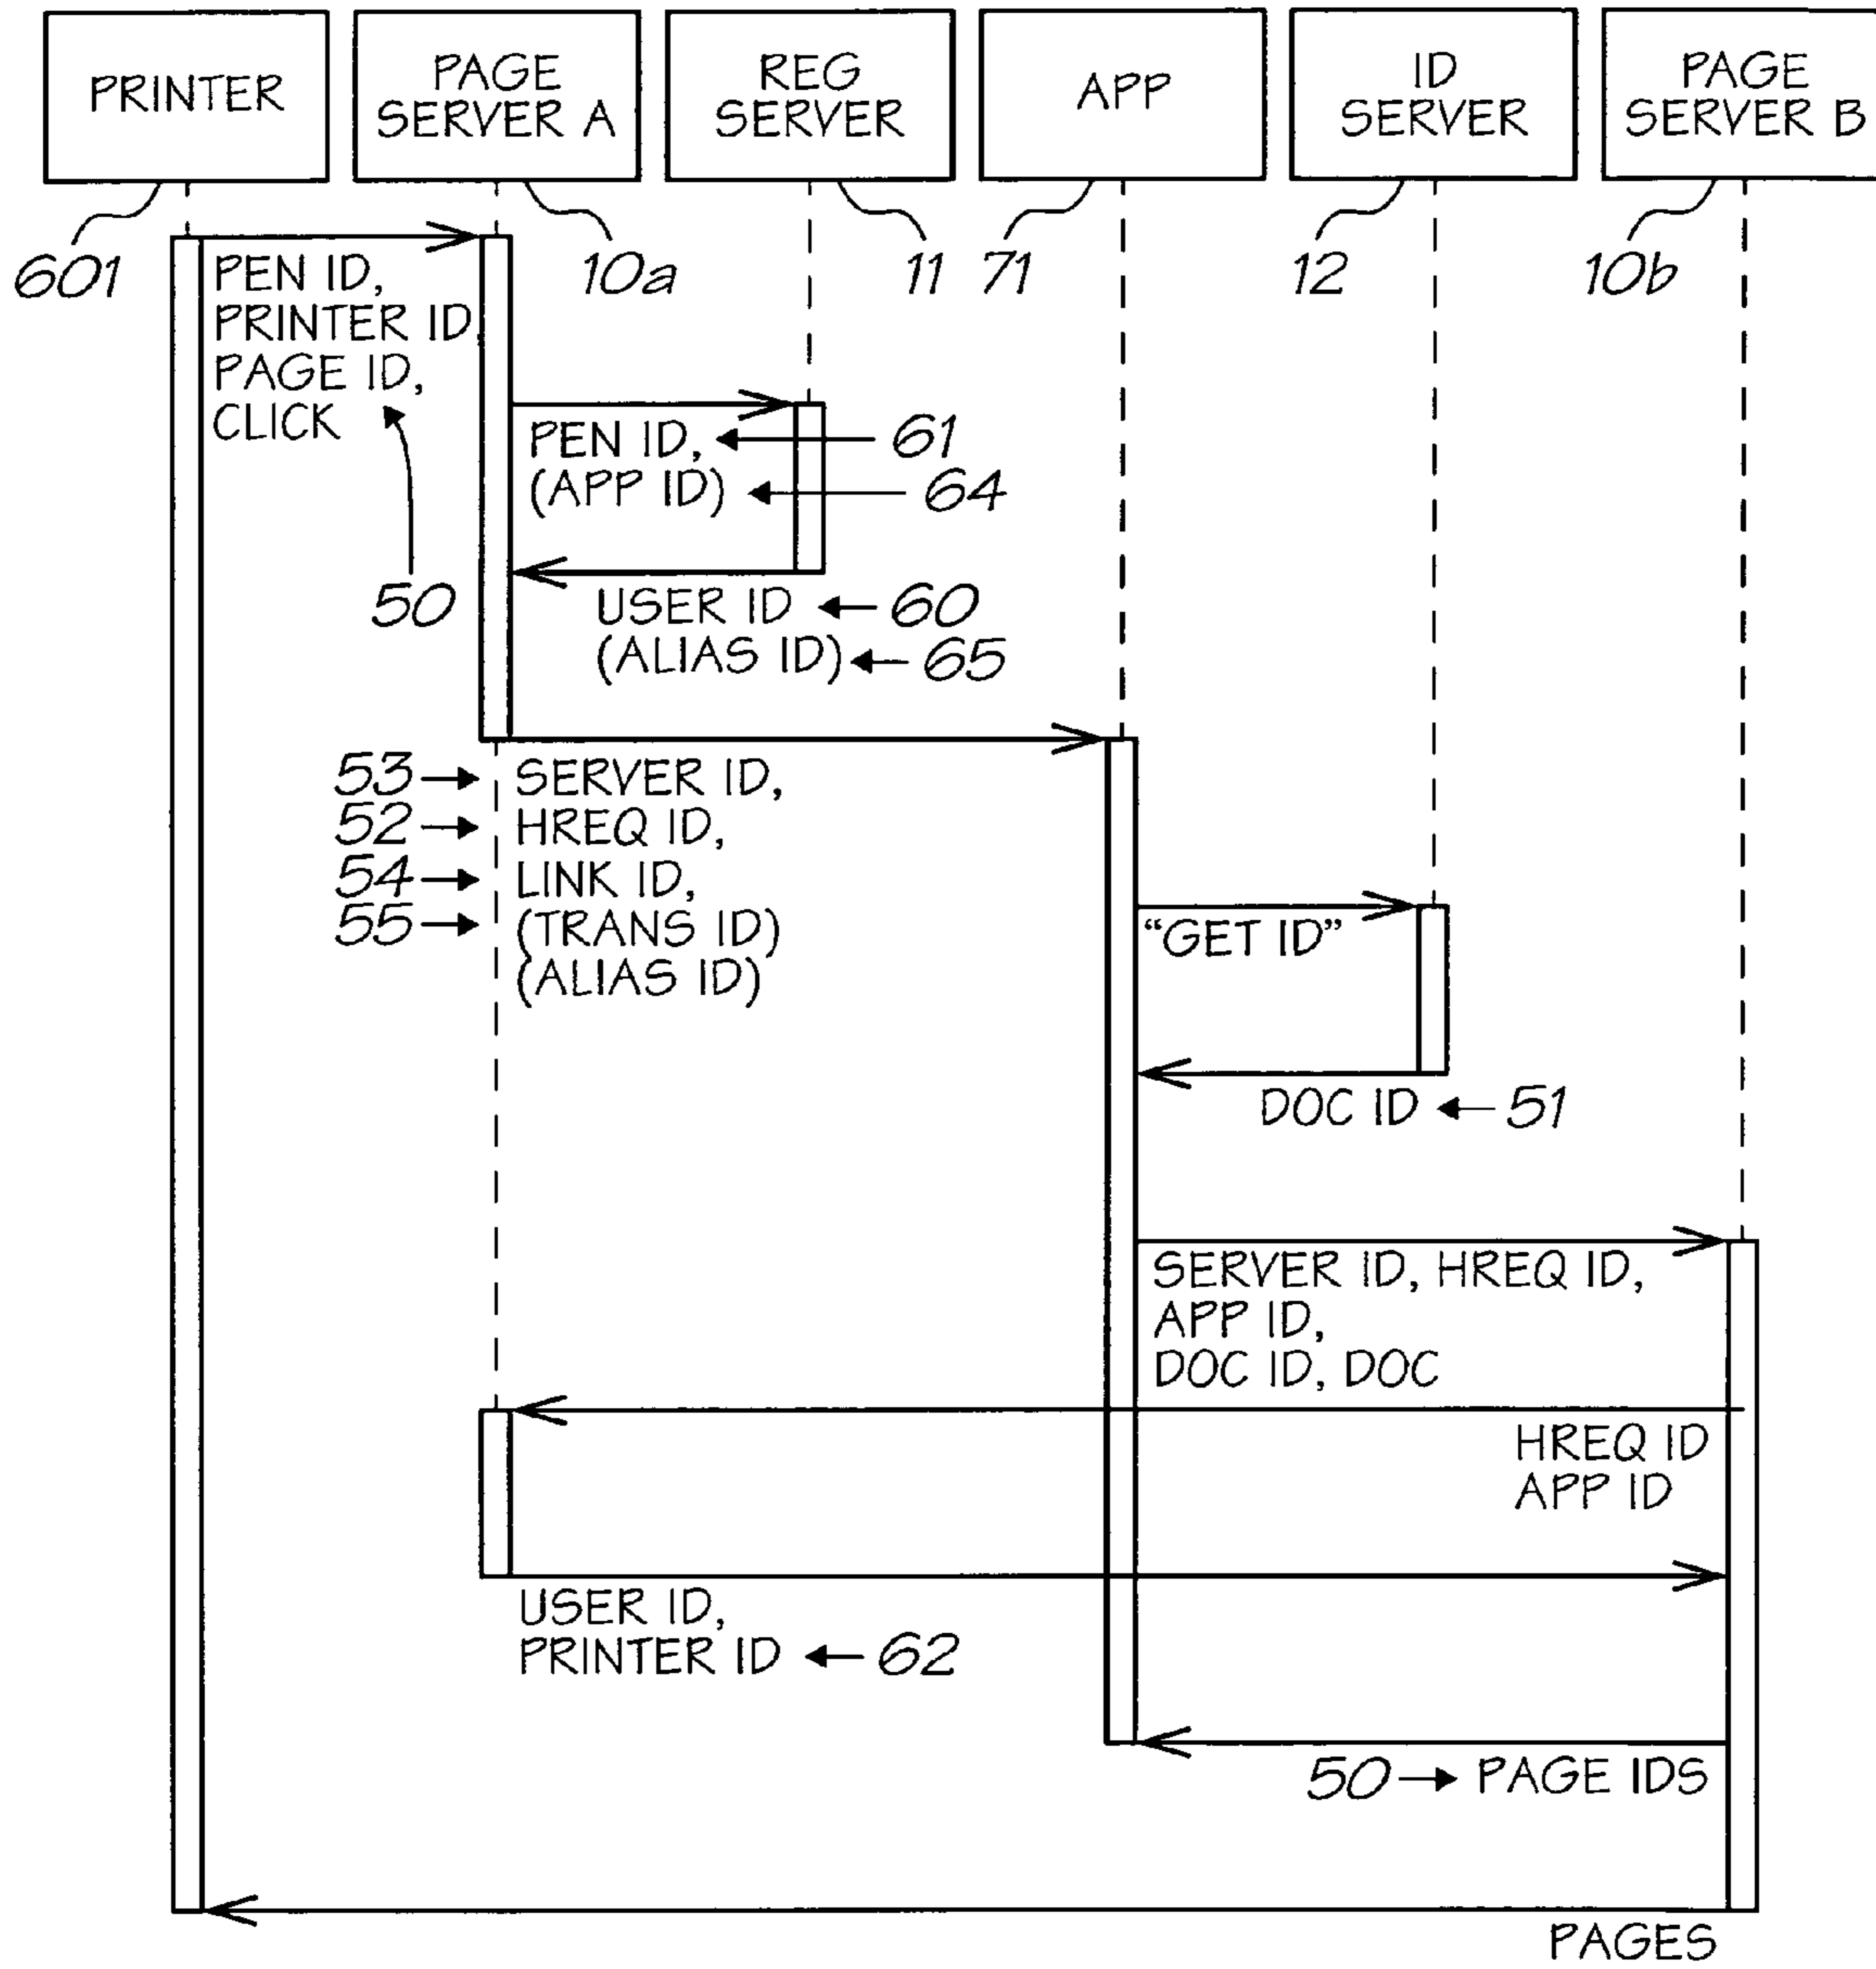 PRINTER
PAGE
SERVER A
REG
SERVER
APP
ID
SERVER
PAGE
SERVER B
601
10a
11
71
12
10b
PEN ID,
PRINTER ID
PAGE ID,
CLICK
50
PEN ID,
61
(APP ID)
64
USER ID
60
(ALIAS ID)
65
53
SERVER ID,
52
HREQ ID,
54
LINK ID,
55
(TRANS ID)
(ALIAS ID)
"GET ID"
DOC ID
51
SERVER ID, HREQ ID,
APP ID,
DOC ID, DOC
HREQ ID
APP ID
USER ID,
PRINTER ID
62
50
PAGE IDS
PAGES